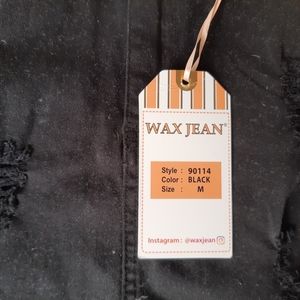 WAX JEAN®
Style : 90114
Color : BLACK
Size : M
Instagram : @waxjean